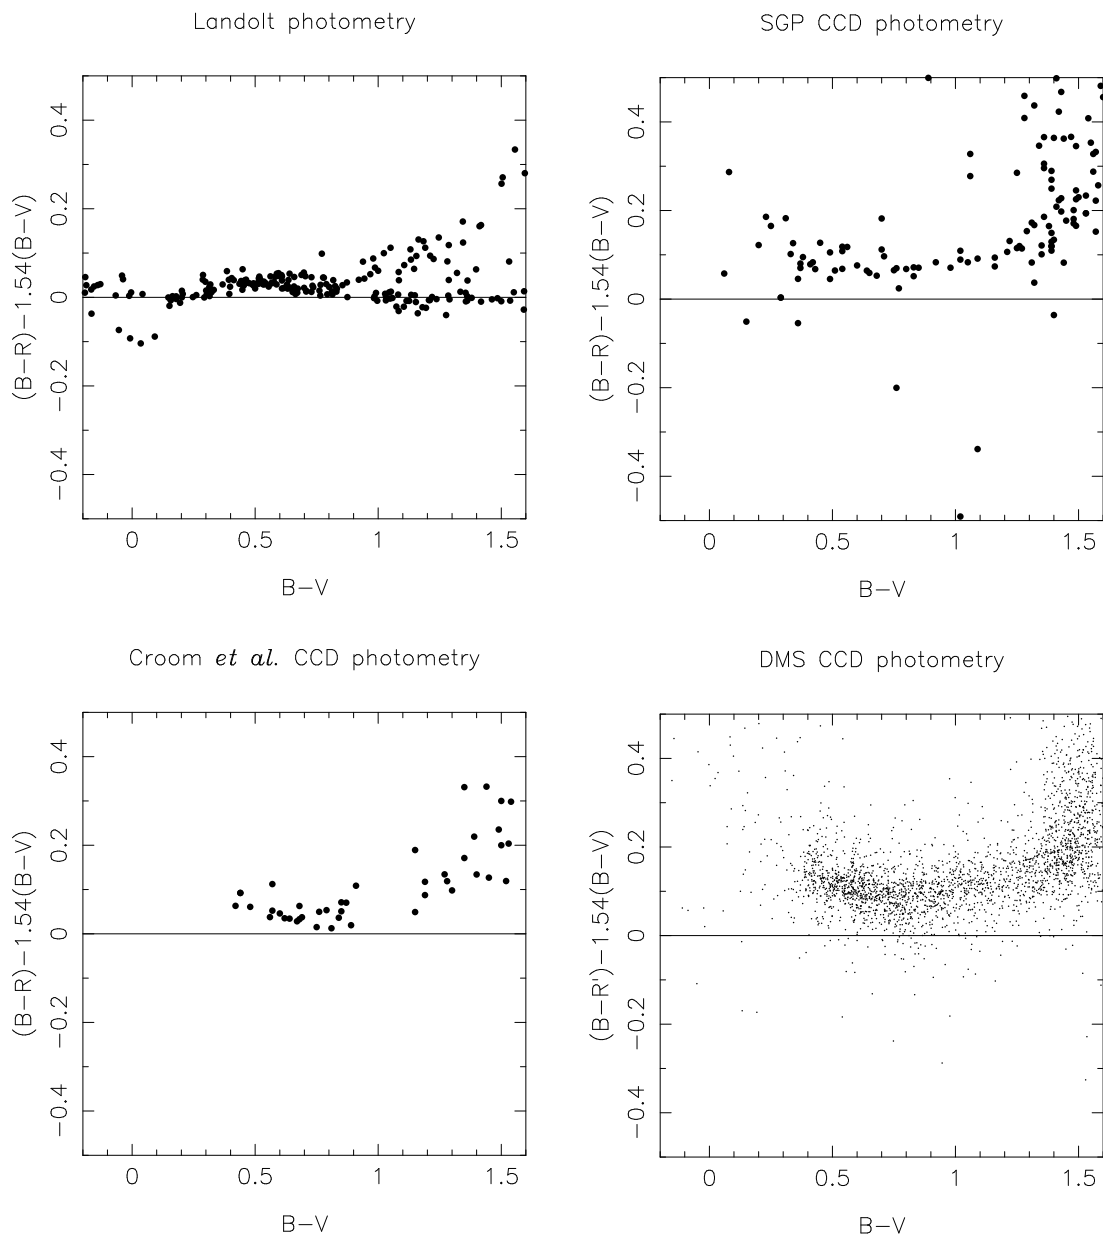 Landolt photometry
SGP CCD photometry
(B−R)−1.54(B−V)
0.4
0.2
0
−0.2
−0.4
0 0.5 1 1.5
B−V
(B−R)−1.54(B−V)
0.4
0.2
0
−0.2
−0.4
0 0.5 1 1.5
B−V
Croom et al. CCD photometry
DMS CCD photometry
(B−R)−1.54(B−V)
0.4
0.2
0
−0.2
−0.4
0 0.5 1 1.5
B−V
(B−R')−1.54(B−V)
0.4
0.2
0
−0.2
−0.4
0 0.5 1 1.5
B−V